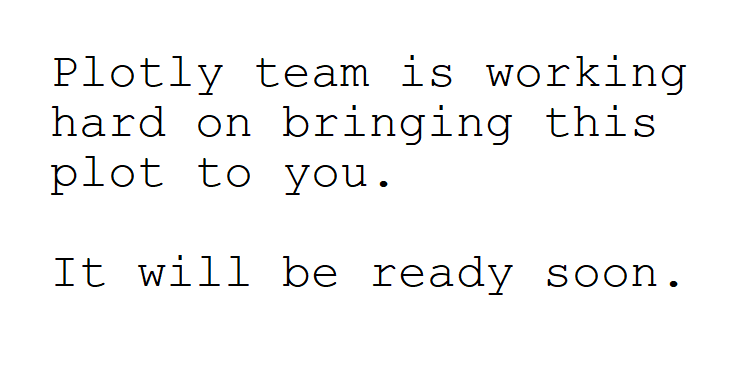 Plotly team is working
hard on bringing this
plot to you.
It will be ready soon.